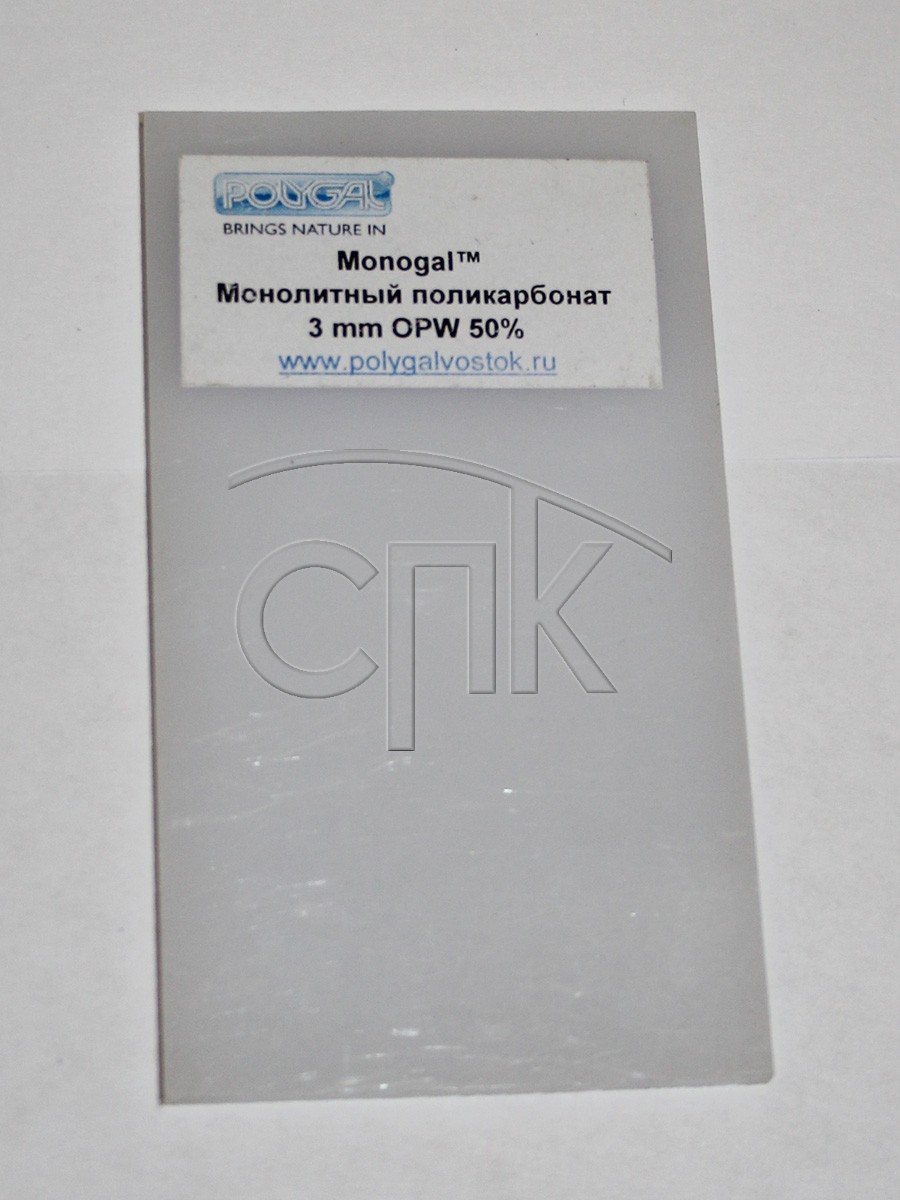 POLYGAL®
BRINGS NATURE IN
Monogal™
Монолитный поликарбонат
3 mm OPW 50%
www.polygalvostok.ru
СПК